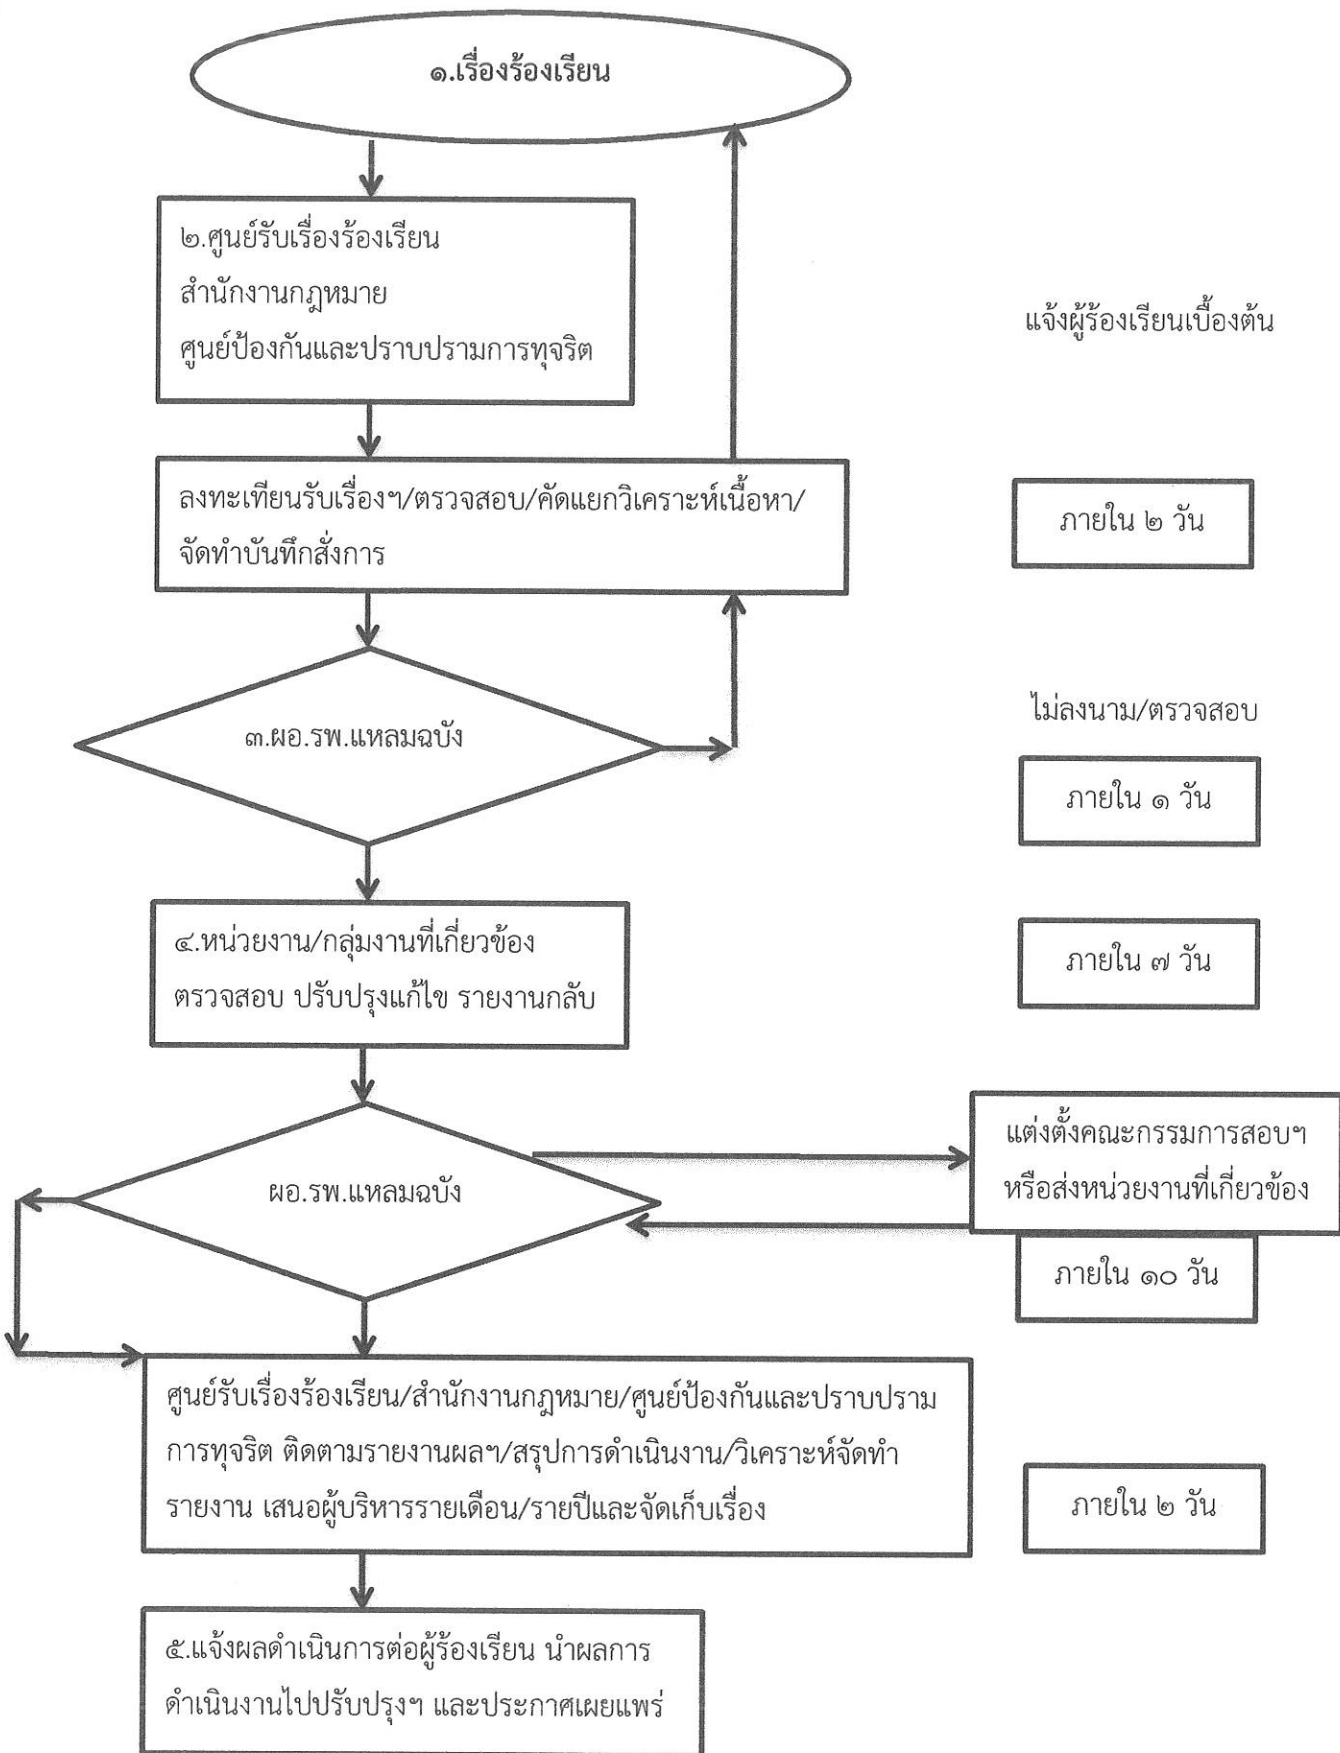 ๑.เรื่องร้องเรียน
๒.ศูนย์รับเรื่องร้องเรียน
สำนักงานกฎหมาย
ศูนย์ป้องกันและปราบปรามการทุจริต
แจ้งผู้ร้องเรียนเบื้องต้น
ลงทะเทียนรับเรื่องฯ/ตรวจสอบ/คัดแยกวิเคราะห์เนื้อหา/
จัดทำบันทึกสั่งการ
ภายใน ๒ วัน
๓.ผอ.รพ.แหลมฉบัง
ไม่ลงนาม/ตรวจสอบ
ภายใน ๑ วัน
๔.หน่วยงาน/กลุ่มงานที่เกี่ยวข้อง
ตรวจสอบ ปรับปรุงแก้ไข รายงานกลับ
ภายใน ๗ วัน
ผอ.รพ.แหลมฉบัง
แต่งตั้งคณะกรรมการสอบฯ
หรือส่งหน่วยงานที่เกี่ยวข้อง
ภายใน ๑๐ วัน
ศูนย์รับเรื่องร้องเรียน/สำนักงานกฎหมาย/ศูนย์ป้องกันและปราบปราม
การทุจริต ติดตามรายงานผลฯ/สรุปการดำเนินงาน/วิเคราะห์จัดทำ
รายงาน เสนอผู้บริหารรายเดือน/รายปีและจัดเก็บเรื่อง
ภายใน ๒ วัน
๕.แจ้งผลดำเนินการต่อผู้ร้องเรียน นำผลการ
ดำเนินงานไปปรับปรุงฯ และประกาศเผยแพร่